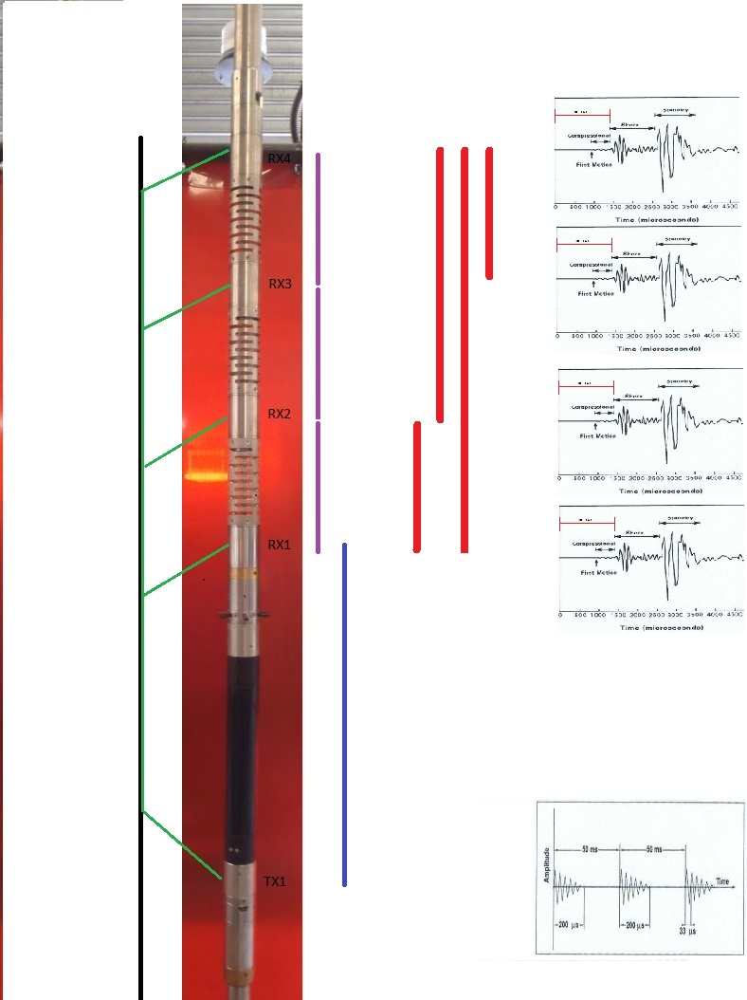 RX4
RX3
RX2
RX1
TX1
Compressional
Shear
Stoneley
First Motion
0 500 1000 1500 2000 2500 3000 3500 4000 4500
Time (microseconds)
Compressional
Shear
Stoneley
First Motion
0 500 1000 1500 2000 2500 3000 3500 4000 4500
Time (microseconds)
Compressional
Shear
Stoneley
First Motion
0 500 1000 1500 2000 2500 3000 3500 4000 4500
Time (microseconds)
Compressional
Shear
Stoneley
First Motion
0 500 1000 1500 2000 2500 3000 3500 4000 4500
Time (microseconds)
Amplitude
50 ms
50 ms
Time
~200 µs
~200 µs
33 µs